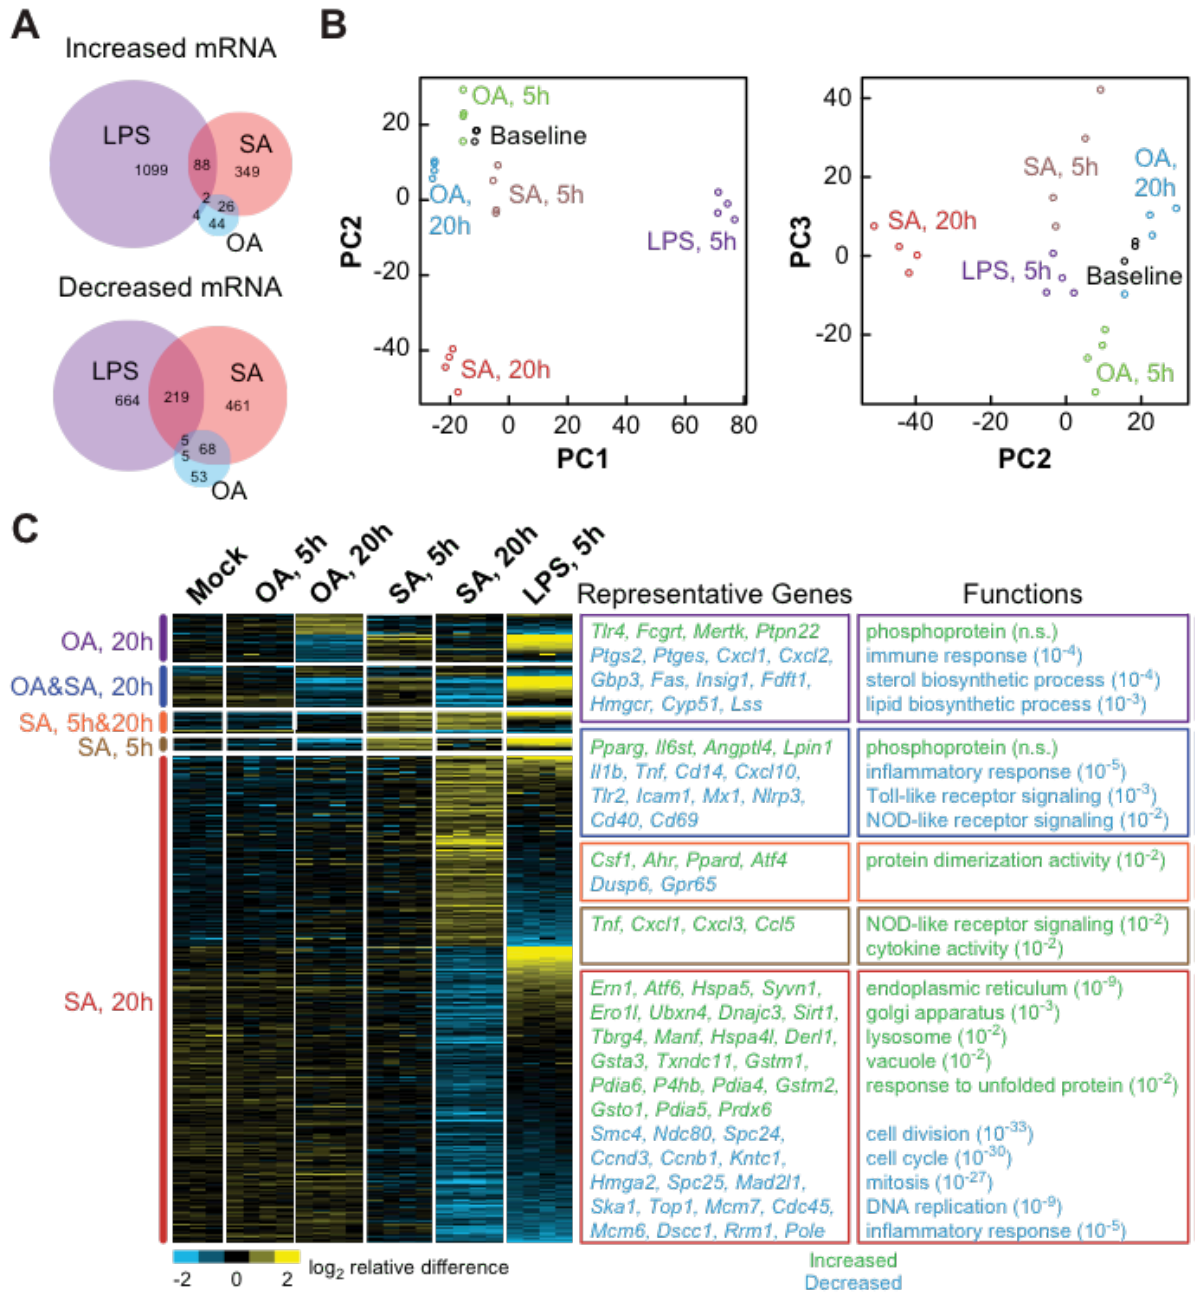 A
Increased mRNA
LPS
SA
1099
88
349
2
26
4
44
OA
Decreased mRNA
LPS
SA
664
219
461
5
5
68
53
OA
B
OA, 5h
Baseline
OA,
20h
SA, 5h
LPS, 5h
SA, 20h
PC2
20
0
-20
-40
-20
0
20
40
60
80
PC1
SA, 5h
OA,
20h
SA, 20h
LPS, 5h
Baseline
OA, 5h
PC3
40
20
0
-20
-40
-20
0
20
PC2
C
Mock
OA, 5h
OA, 20h
SA, 5h
SA, 20h
LPS, 5h
Representative Genes
Functions
OA, 20h
OA&SA, 20h
SA, 5h&20h
SA, 5h
SA, 20h
Tlr4, Fcgrt, Mertk, Ptpn22
Ptgs2, Ptges, Cxcl1, Cxcl2,
Gbp3, Fas, Insig1, Fdft1,
Hmgcr, Cyp51, Lss
phosphoprotein (n.s.)
immune response (10⁻⁴)
sterol biosynthetic process (10⁻⁴)
lipid biosynthetic process (10⁻³)
Pparg, Il6st, Angptl4, Lpin1
Il1b, Tnf, Cd14, Cxcl10,
Tlr2, Icam1, Mx1, Nlrp3,
Cd40, Cd69
phosphoprotein (n.s.)
inflammatory response (10⁻⁵)
Toll-like receptor signaling (10⁻³)
NOD-like receptor signaling (10⁻²)
Csf1, Ahr, Ppard, Atf4
Dusp6, Gpr65
protein dimerization activity (10⁻²)
Tnf, Cxcl1, Cxcl3, Ccl5
NOD-like receptor signaling (10⁻²)
cytokine activity (10⁻²)
Ern1, Atf6, Hspa5, Syvn1,
Ero1l, Ubxn4, Dnajc3, Sirt1,
Tbrg4, Manf, Hspa4l, Derl1,
Gsta3, Txndc11, Gstm1,
Pdia6, P4hb, Pdia4, Gstm2,
Gsto1, Pdia5, Prdx6
Smc4, Ndc80, Spc24,
Ccnd3, Ccnb1, Kntc1,
Hmga2, Spc25, Mad2l1,
Ska1, Top1, Mcm7, Cdc45,
Mcm6, Dscc1, Rrm1, Pole
endoplasmic reticulum (10⁻⁹)
golgi apparatus (10⁻³)
lysosome (10⁻²)
vacuole (10⁻²)
response to unfolded protein (10⁻²)
cell division (10⁻³³)
cell cycle (10⁻³⁰)
mitosis (10⁻²⁷)
DNA replication (10⁻⁹)
inflammatory response (10⁻⁵)
-2
0
2
log₂ relative difference
Increased
Decreased